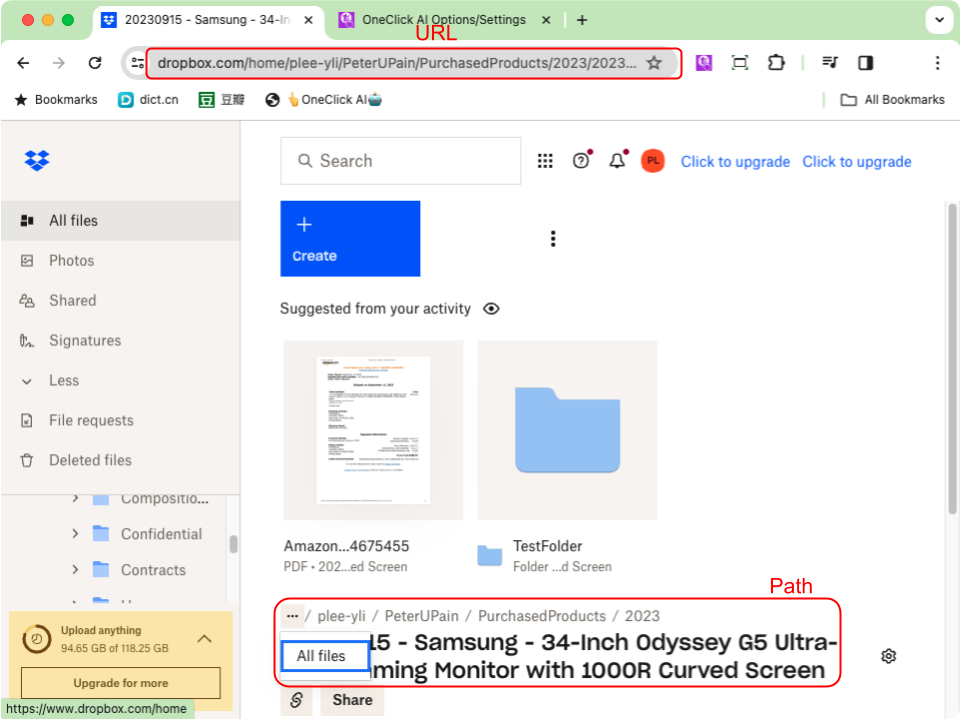 20230915 - Samsung - 34-In
OneClick AI Options/Settings
URL
dropbox.com/home/plee-yli/PeterUPain/PurchasedProducts/2023/2023...
Bookmarks
dict.cn
豆瓣
👆OneClick AI🤖
All Bookmarks
Search
PL
Click to upgrade
Click to upgrade
All files
Photos
Shared
Signatures
Less
File requests
Deleted files
Compositio...
Confidential
Contracts
Upload anything
94.65 GB of 118.25 GB
Upgrade for more
https://www.dropbox.com/home
Create
Suggested from your activity
Amazon...4675455
PDF • 202...ed Screen
TestFolder
Folder ...d Screen
Path
... / plee-yli / PeterUPain / PurchasedProducts / 2023
15 - Samsung - 34-Inch Odyssey G5 Ultra-
ming Monitor with 1000R Curved Screen
All files
Share